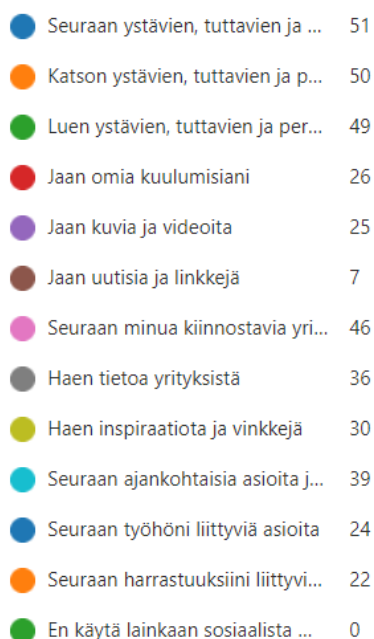 Seuraan ystävien, tuttavien ja ... 51
Katson ystävien, tuttavien ja p... 50
Luen ystävien, tuttavien ja per... 49
Jaan omia kuulumisiani 26
Jaan kuvia ja videoita 25
Jaan uutisia ja linkkejä 7
Seuraan minua kiinnostavia yri... 46
Haen tietoa yrityksistä 36
Haen inspiraatiota ja vinkkejä 30
Seuraan ajankohtaisia asioita j... 39
Seuraan työhöni liittyviä asioita 24
Seuraan harrastuuksiini liittyvi... 22
En käytä lainkaan sosiaalista ... 0